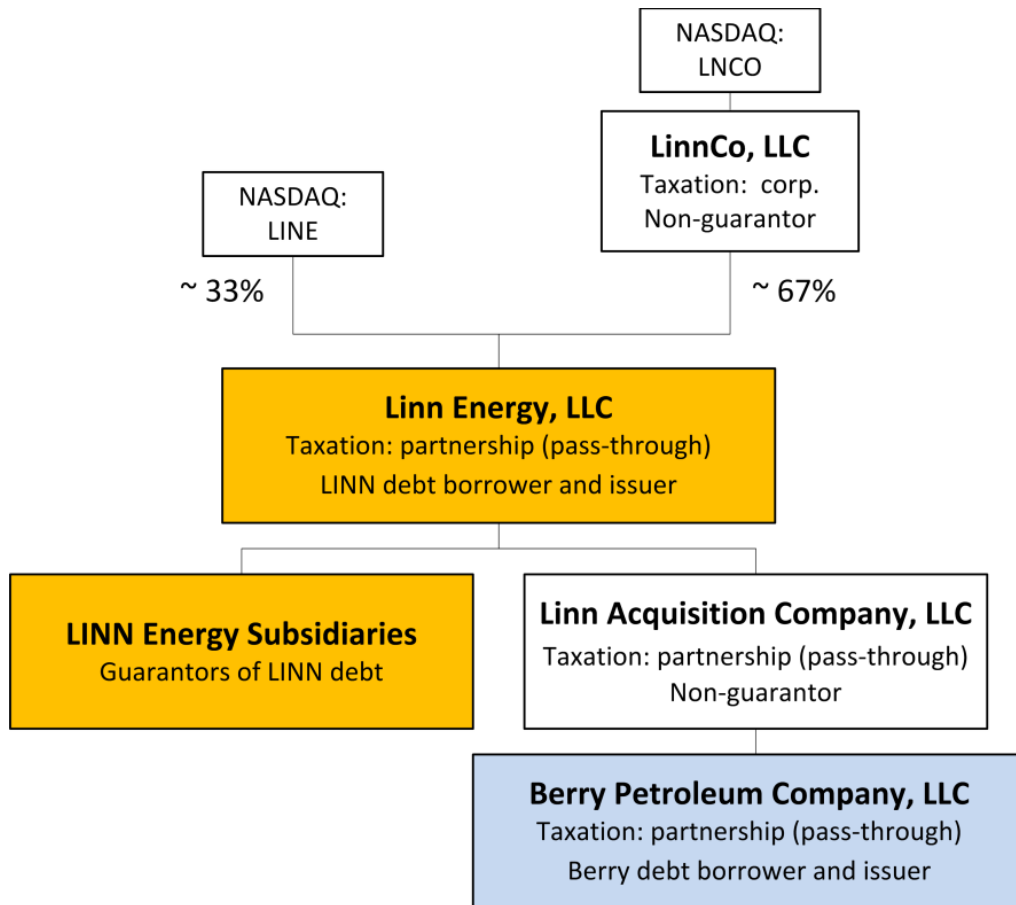 NASDAQ:
LNCO
LinnCo, LLC
Taxation:  corp.
Non-guarantor
NASDAQ:
LINE
~ 33%
~ 67%
Linn Energy, LLC
Taxation: partnership (pass-through)
LINN debt borrower and issuer
LINN Energy Subsidiaries
Guarantors of LINN debt
Linn Acquisition Company, LLC
Taxation: partnership (pass-through)
Non-guarantor
Berry Petroleum Company, LLC
Taxation: partnership (pass-through)
Berry debt borrower and issuer